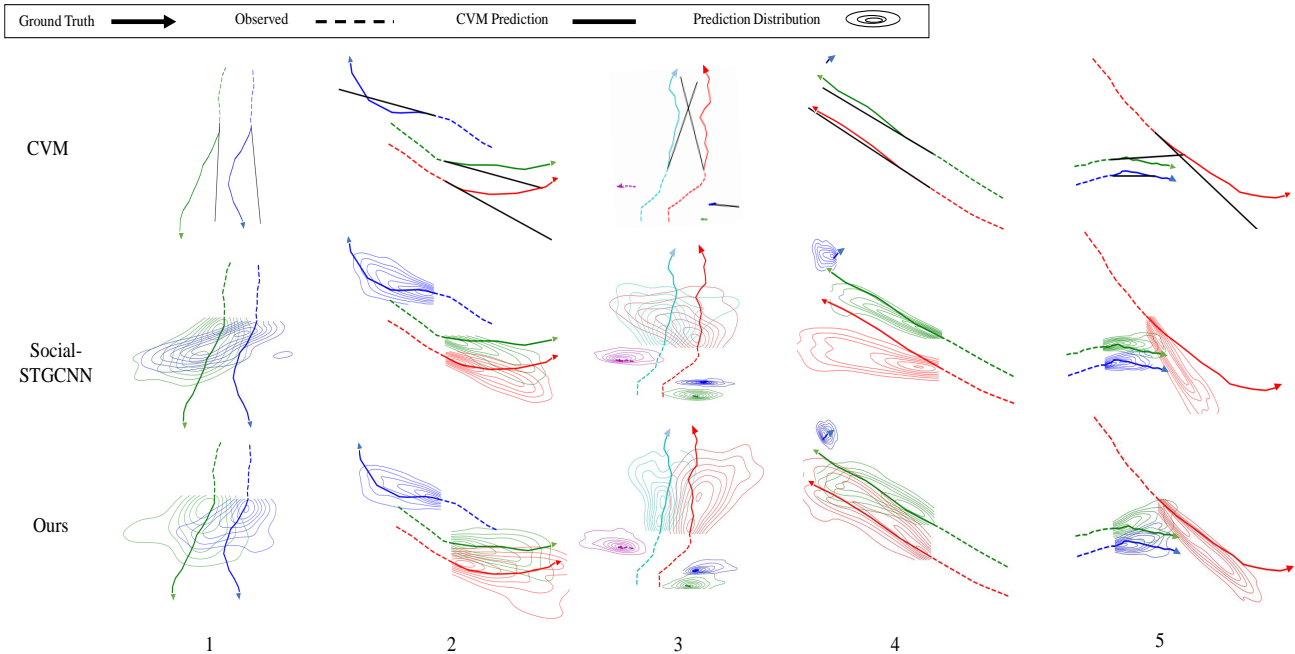 Ground Truth Observed CVM Prediction Prediction Distribution
CVM
Social-
STGCNN
Ours
1 2 3 4 5